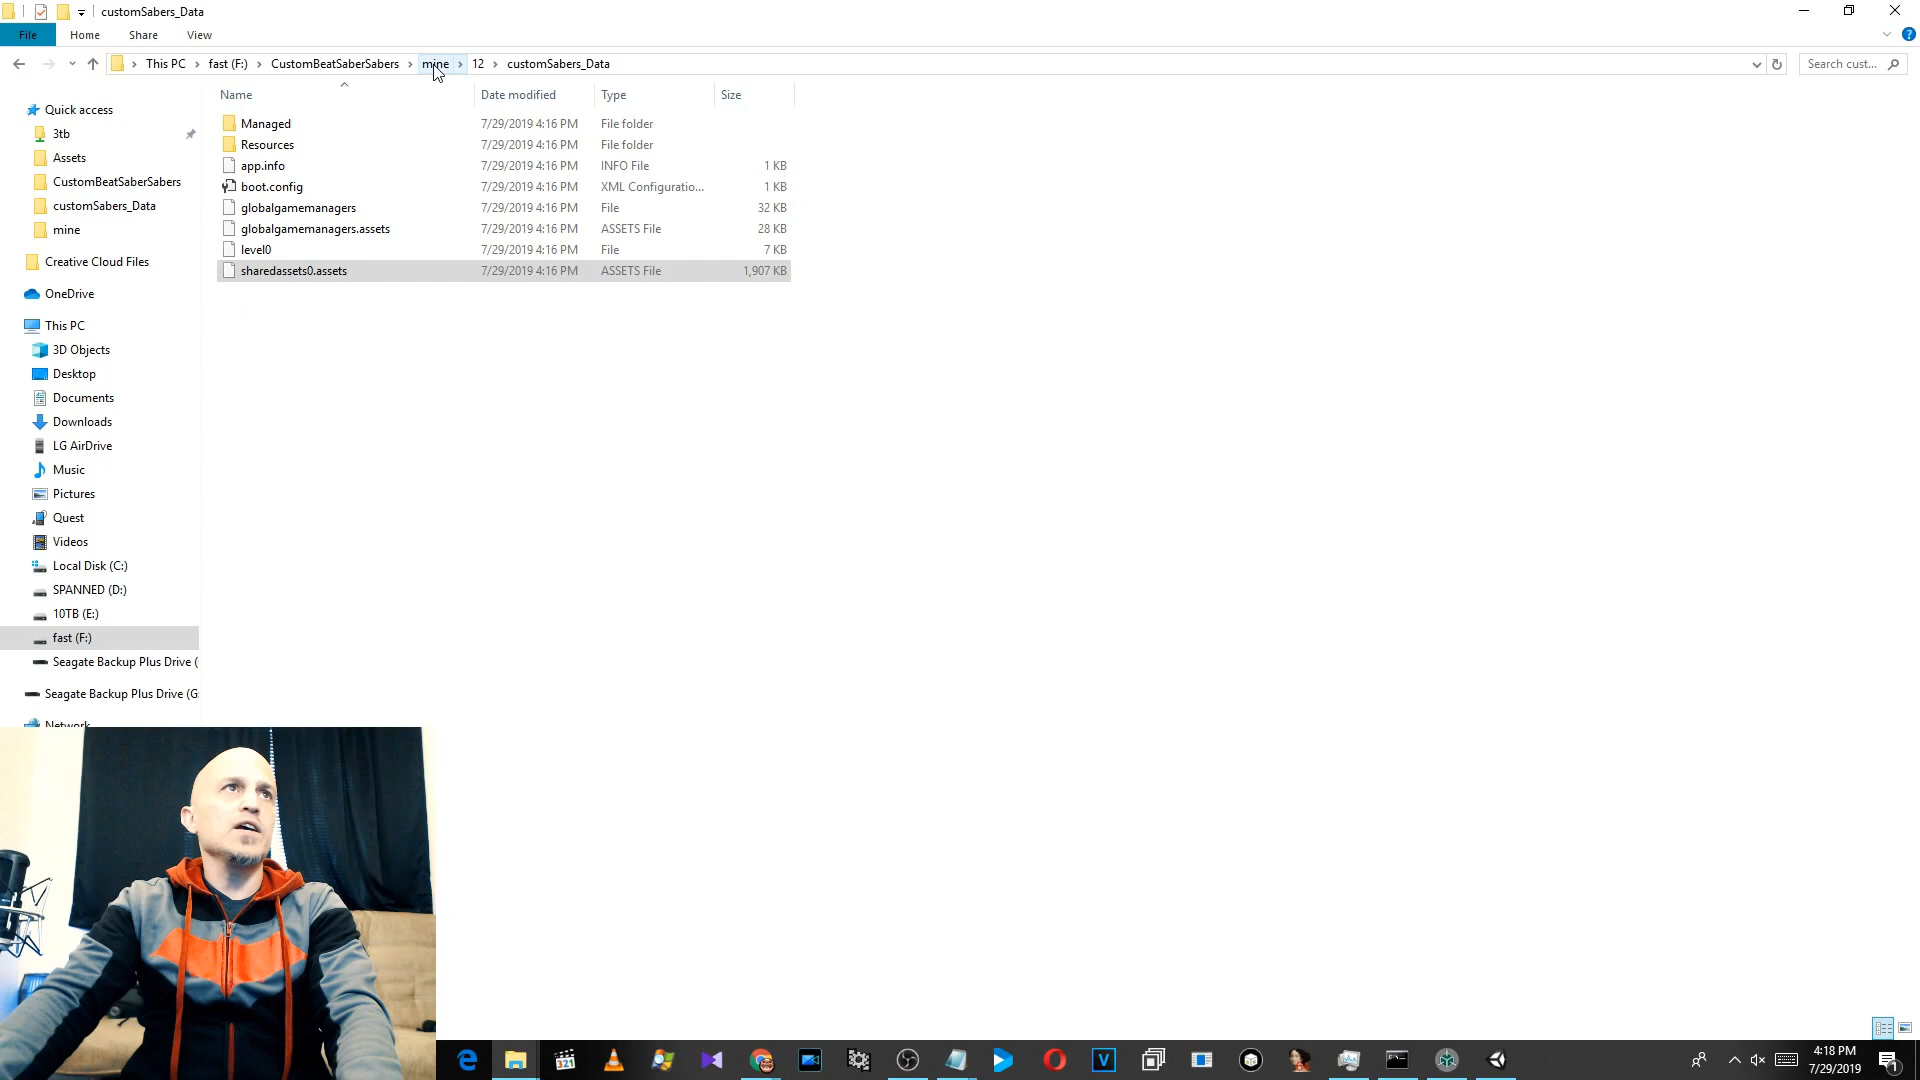 customSabers_Data
File Home Share View
This PC fast (F:) CustomBeatSaberSabers mine 12 customSabers_Data Search cust...
Name Date modified Type Size
Managed 7/29/2019 4:16 PM File folder
Resources 7/29/2019 4:16 PM File folder
app.info 7/29/2019 4:16 PM INFO File 1 KB
boot.config 7/29/2019 4:16 PM XML Configuratio... 1 KB
globalgamemanagers 7/29/2019 4:16 PM File 32 KB
globalgamemanagers.assets 7/29/2019 4:16 PM ASSETS File 28 KB
level0 7/29/2019 4:16 PM File 7 KB
sharedassets0.assets 7/29/2019 4:16 PM ASSETS File 1,907 KB
Quick access
3tb
Assets
CustomBeatSaberSabers
customSabers_Data
mine
Creative Cloud Files
OneDrive
This PC
3D Objects
Desktop
Documents
Downloads
LG AirDrive
Music
Pictures
Quest
Videos
Local Disk (C:)
SPANNED (D:)
10TB (E:)
fast (F:)
Seagate Backup Plus Drive (
Seagate Backup Plus Drive (G:
Network
321
V
4:18 PM
7/29/2019
1